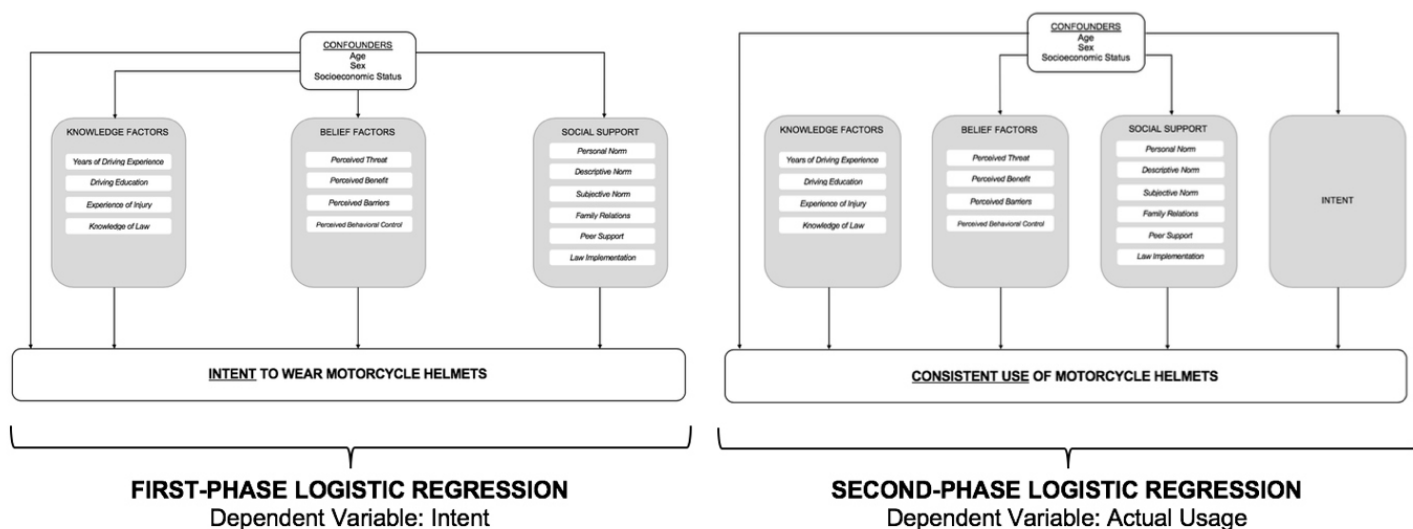 CONFOUNDERS
Age
Sex
Socioeconomic Status
KNOWLEDGE FACTORS
Years of Driving Experience
Driving Education
Experience of Injury
Knowledge of Law
BELIEF FACTORS
Perceived Threat
Perceived Benefit
Perceived Barriers
Perceived Behavioral Control
SOCIAL SUPPORT
Personal Norm
Descriptive Norm
Subjective Norm
Family Relations
Peer Support
Law Implementation
INTENT TO WEAR MOTORCYCLE HELMETS
FIRST-PHASE LOGISTIC REGRESSION
Dependent Variable: Intent
CONFOUNDERS
Age
Sex
Socioeconomic Status
KNOWLEDGE FACTORS
Years of Driving Experience
Driving Education
Experience of Injury
Knowledge of Law
BELIEF FACTORS
Perceived Threat
Perceived Benefit
Perceived Barriers
Perceived Behavioral Control
SOCIAL SUPPORT
Personal Norm
Descriptive Norm
Subjective Norm
Family Relations
Peer Support
Law Implementation
INTENT
CONSISTENT USE OF MOTORCYCLE HELMETS
SECOND-PHASE LOGISTIC REGRESSION
Dependent Variable: Actual Usage